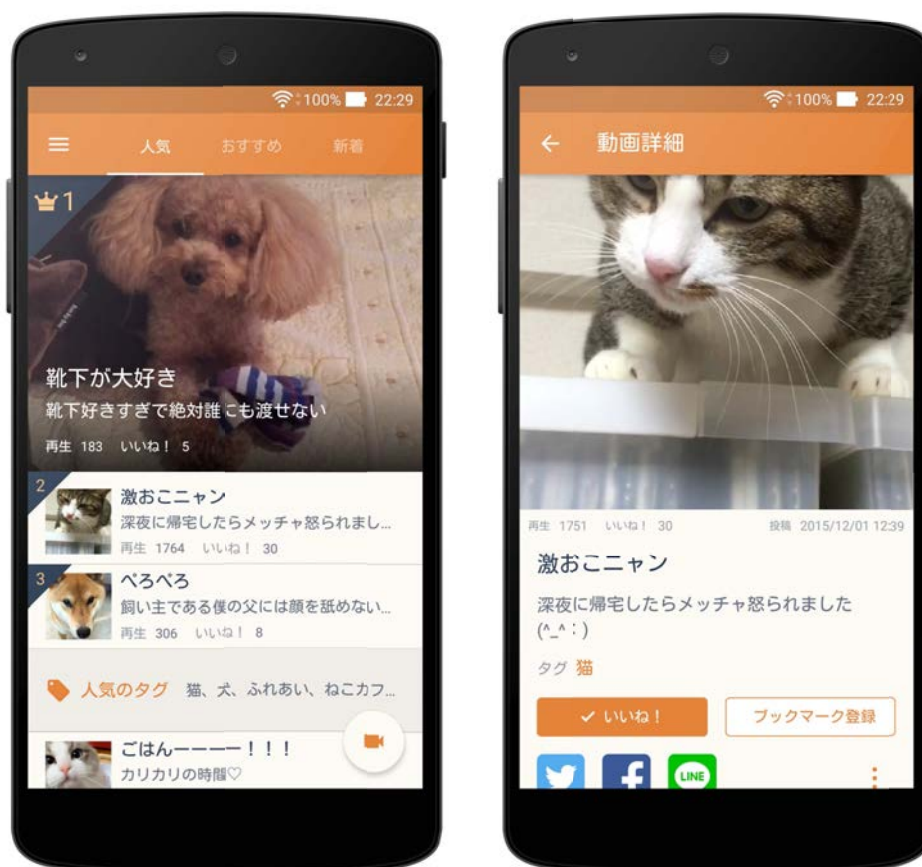 100% 22:29
人気 おすすめ 新着
1
靴下が大好き
靴下好きすぎで絶対誰にも渡せない
再生 183 いいね！ 5
2
激おこニャン
深夜に帰宅したらメッチャ怒られまし...
再生 1764 いいね！ 30
3
ぺろぺろ
飼い主である僕の父には顔を舐めない...
再生 306 いいね！ 8
人気のタグ 猫、犬、ふれあい、ねこカフ...
ごはんーーーー！！！
カリカリの時間♡
100% 22:29
動画詳細
再生 1751 いいね！ 30 投稿 2015/12/01 12:39
激おこニャン
深夜に帰宅したらメッチャ怒られました
(^_^；)
タグ 猫
いいね！ ブックマーク登録
LINE